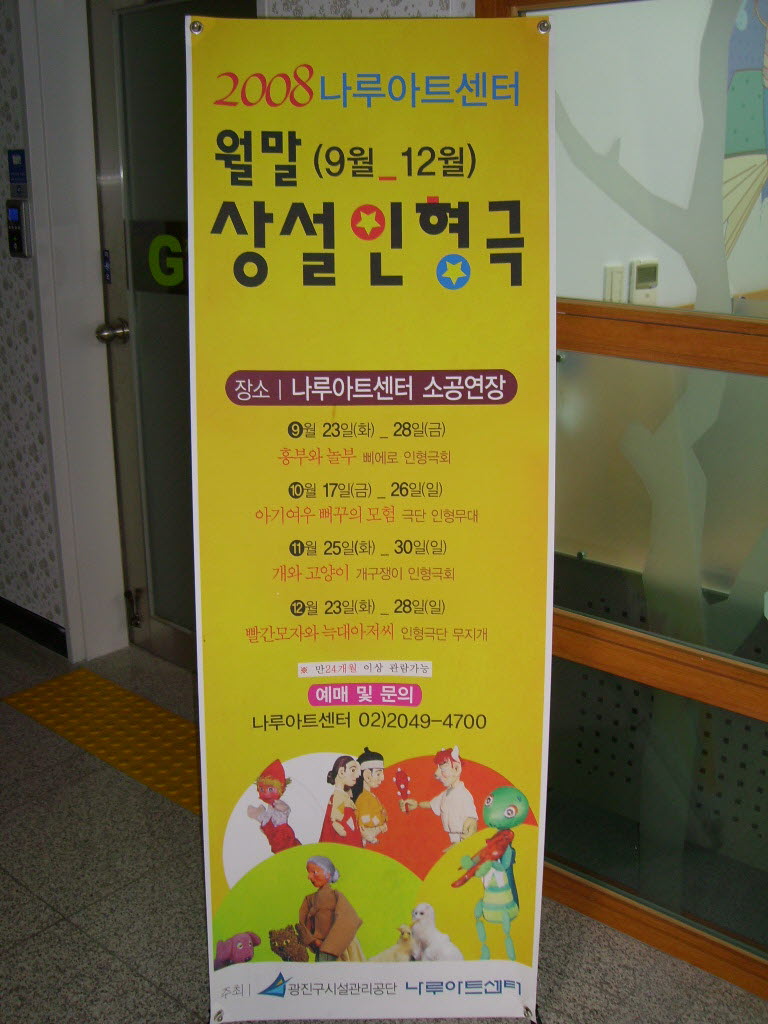 2008 나루아트센터
월말 (9월_12월)
상설인형극
G
장소 | 나루아트센터 소공연장
9월 23일(화) _ 28일(금)
흥부와 놀부 삐에로 인형극회
10월 17일(금) _ 26일(일)
아기여우 뻐꾸의 모험 극단 인형무대
11월 25일(화) _ 30일(일)
개와 고양이 개구쟁이 인형극회
12월 23일(화) _ 28일(일)
빨간모자와 늑대아저씨 인형극단 무지개
※ 만24개월 이상 관람가능
예매 및 문의
나루아트센터 02)2049-4700
주최 | 광진구시설관리공단 나루아트센터